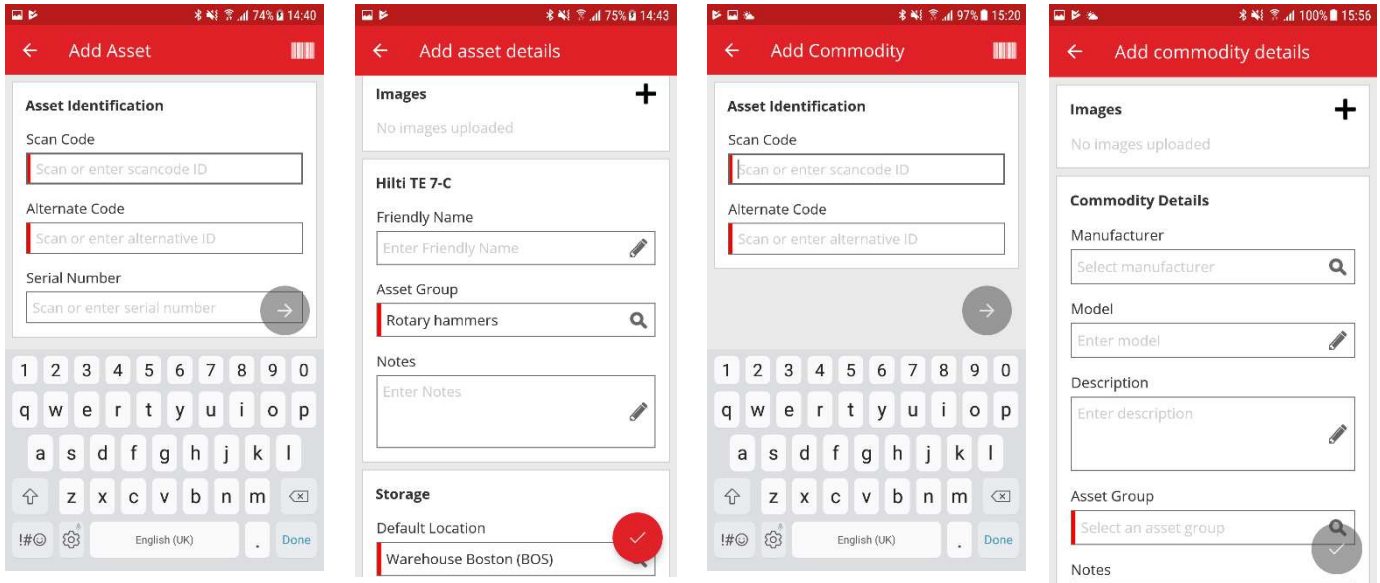 74% 14:40
Add Asset
Asset Identification
Scan Code
Scan or enter scancode ID
Alternate Code
Scan or enter alternative ID
Serial Number
Scan or enter serial number
1 2 3 4 5 6 7 8 9 0
q w e r t y u i o p
a s d f g h j k l
z x c v b n m
!#☺ English (UK) . Done
75% 14:43
Add asset details
Images
No images uploaded
Hilti TE 7-C
Friendly Name
Enter Friendly Name
Asset Group
Rotary hammers
Notes
Enter Notes
Storage
Default Location
Warehouse Boston (BOS)
97% 15:20
Add Commodity
Asset Identification
Scan Code
Scan or enter scancode ID
Alternate Code
Scan or enter alternative ID
1 2 3 4 5 6 7 8 9 0
q w e r t y u i o p
a s d f g h j k l
z x c v b n m
!#☺ English (UK) . Done
100% 15:56
Add commodity details
Images
No images uploaded
Commodity Details
Manufacturer
Select manufacturer
Model
Enter model
Description
Enter description
Asset Group
Select an asset group
Notes